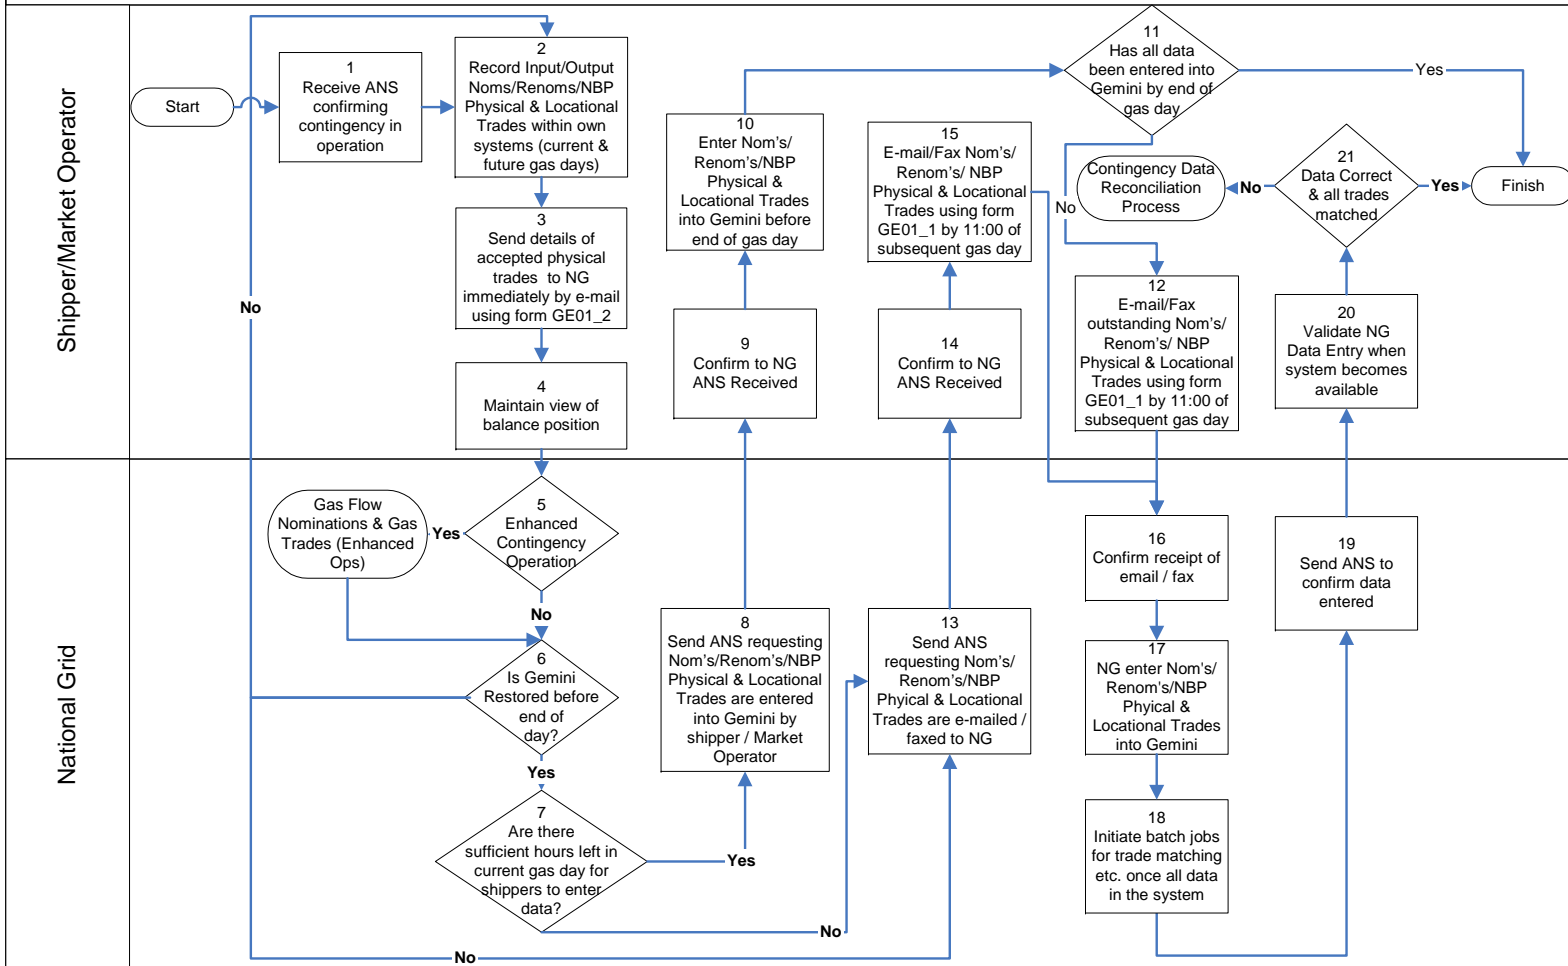 Shipper/Market Operator
National Grid
Start
1
Receive ANS
confirming
contingency in
operation
2
Record Input/Output
Noms/Renoms/NBP
Physical & Locational
Trades within own
systems (current &
future gas days)
3
Send details of
accepted physical
trades to NG
immediately by e-mail
using form GE01_2
4
Maintain view of
balance position
No
5
Enhanced
Contingency
Operation
Yes
Gas Flow
Nominations & Gas
Trades (Enhanced
Ops)
No
6
Is Gemini
Restored before
end of
day?
Yes
7
Are there
sufficient hours left in
current gas day for
shippers to enter
data?
Yes
No
No
8
Send ANS requesting
Nom's/Renom's/NBP
Physical & Locational
Trades are entered
into Gemini by
shipper / Market
Operator
9
Confirm to NG
ANS Received
10
Enter Nom's/
Renom's/NBP
Physical &
Locational Trades
into Gemini before
end of gas day
11
Has all data
been entered into
Gemini by end of
gas day
Yes
No
12
E-mail/Fax
outstanding Nom's/
Renom's/ NBP
Physical & Locational
Trades using form
GE01_1 by 11:00 of
subsequent gas day
13
Send ANS
requesting Nom's/
Renom's/NBP
Phyical & Locational
Trades are e-mailed /
faxed to NG
14
Confirm to NG
ANS Received
15
E-mail/Fax Nom's/
Renom's/ NBP
Physical & Locational
Trades using form
GE01_1 by 11:00 of
subsequent gas day
16
Confirm receipt of
email / fax
17
NG enter Nom's/
Renom's/NBP
Phyical &
Locational Trades
into Gemini
18
Initiate batch jobs
for trade matching
etc. once all data
in the system
19
Send ANS to
confirm data
entered
20
Validate NG
Data Entry when
system becomes
available
21
Data Correct
& all trades
matched
No
Contingency Data
Reconciliation
Process
Yes
Finish